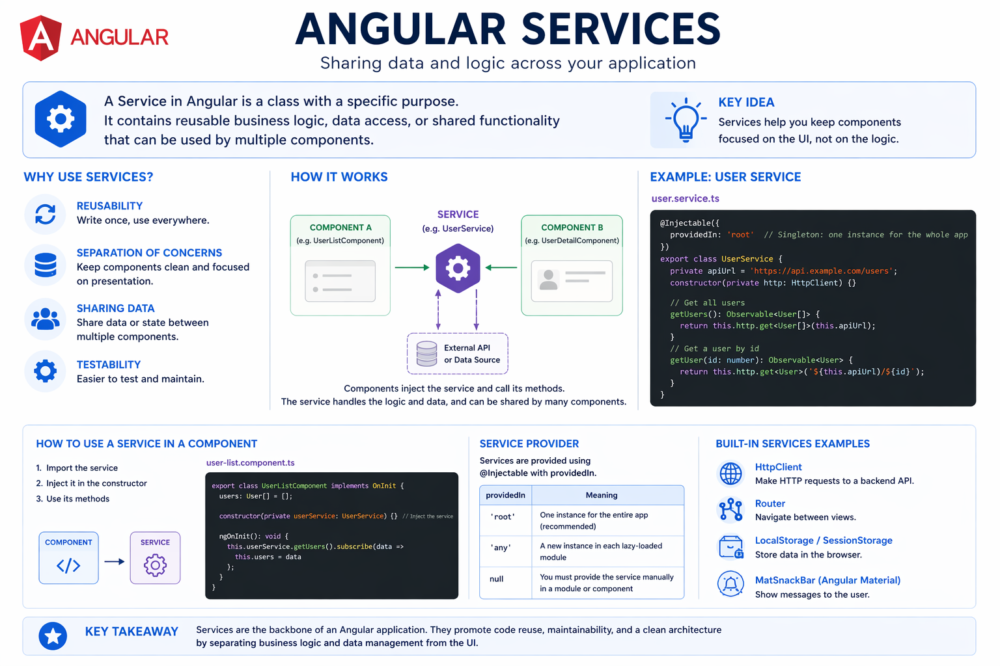 ANGULAR
ANGULAR SERVICES
Sharing data and logic across your application
A Service in Angular is a class with a specific purpose.
It contains reusable business logic, data access, or shared functionality
that can be used by multiple components.
KEY IDEA
Services help you keep components
focused on the UI, not on the logic.
WHY USE SERVICES?
REUSABILITY
Write once, use everywhere.
SEPARATION OF CONCERNS
Keep components clean and focused
on presentation.
SHARING DATA
Share data or state between
multiple components.
TESTABILITY
Easier to test and maintain.
HOW IT WORKS
COMPONENT A
(e.g. UserListComponent)
SERVICE
(e.g. UserService)
COMPONENT B
(e.g. UserDetailComponent)
External API
or Data Source
Components inject the service and call its methods.
The service handles the logic and data, and can be shared by many components.
EXAMPLE: USER SERVICE
user.service.ts
@Injectable({
  providedIn: 'root'  // Singleton: one instance for the whole app
})
export class UserService {
  private apiUrl = 'https://api.example.com/users';
  constructor(private http: HttpClient) {}
  // Get all users
  getUsers(): Observable<User[]> {
    return this.http.get<User[]>(this.apiUrl);
  }
  // Get a user by id
  getUser(id: number): Observable<User> {
    return this.http.get<User>(`${this.apiUrl)/${id}`);
  }
}
HOW TO USE A SERVICE IN A COMPONENT
1. Import the service
2. Inject it in the constructor
3. Use its methods
COMPONENT
</>
SERVICE
user-list.component.ts
export class UserListComponent implements OnInit {
  users: User[] = [];
  constructor(private userService: UserService) {} // Inject the service
  ngOnInit(): void {
    this.userService.getUsers().subscribe(data =>
      this.users = data
    };
  }
}
SERVICE PROVIDER
Services are provided using
@Injectable with providedIn.
providedIn Meaning
'root' One instance for the entire app
(recommended)
'any' A new instance in each lazy-loaded
module
null You must provide the service manually
in a module or component
BUILT-IN SERVICES EXAMPLES
HttpClient
Make HTTP requests to a backend API.
Router
Navigate between views.
LocalStorage / SessionStorage
Store data in the browser.
MatSnackBar (Angular Material)
Show messages to the user.
KEY TAKEAWAY
Services are the backbone of an Angular application. They promote code reuse, maintainability, and a clean architecture
by separating business logic and data management from the UI.